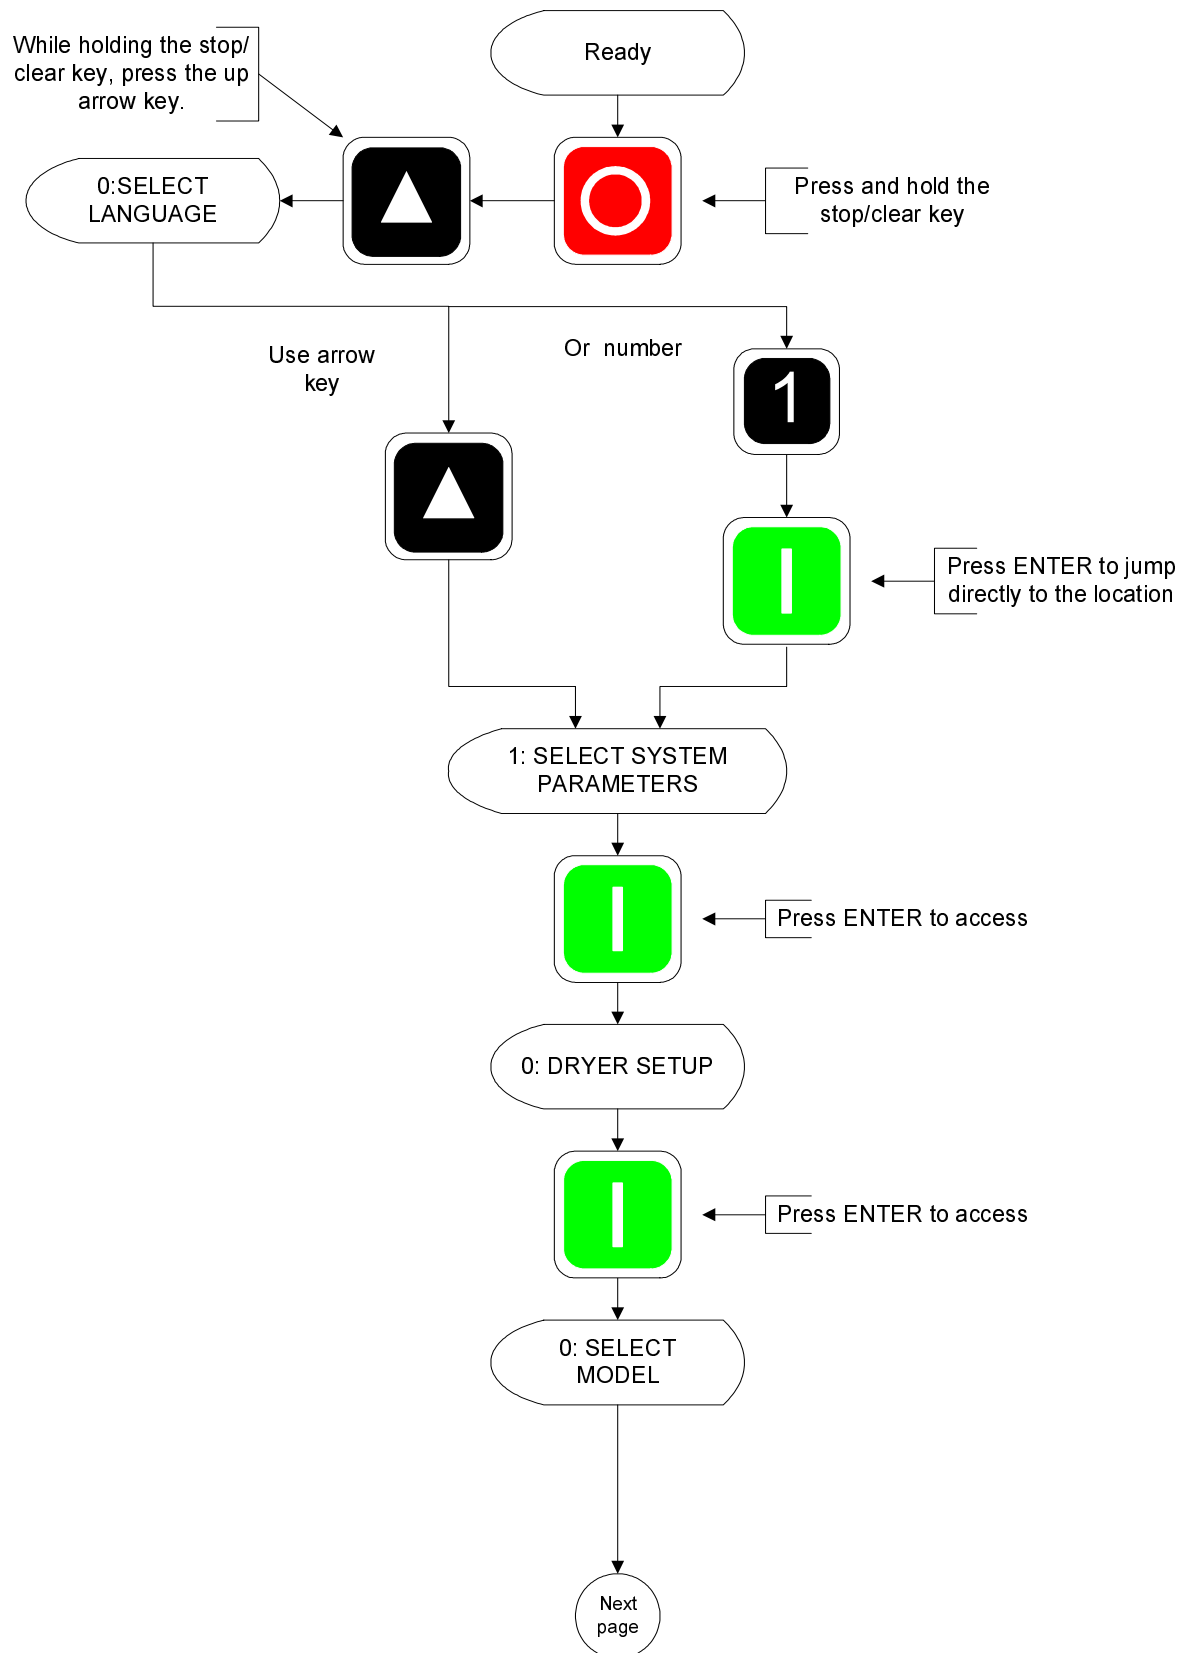 While holding the stop/
clear key, press the up
arrow key.
Ready
0:SELECT
LANGUAGE
Press and hold the
stop/clear key
Use arrow
key
Or number
1
Press ENTER to jump
directly to the location
1: SELECT SYSTEM
PARAMETERS
Press ENTER to access
0: DRYER SETUP
Press ENTER to access
0: SELECT
MODEL
Next
page